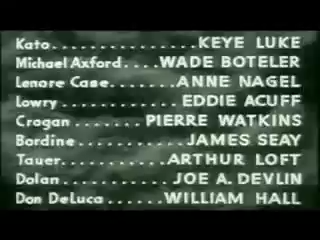 Kato.............KEYE LUKE
Michael Axford....WADE BOTELER
Lenore Case.......ANNE NAGEL
Lowry............EDDIE ACUFF
Crogan.......PIERRE WATKINS
Bordine...........JAMES SEAY
Tauer...........ARTHUR LOFT
Dolan...........JOE A. DEVLIN
Don DeLuca......WILLIAM HALL